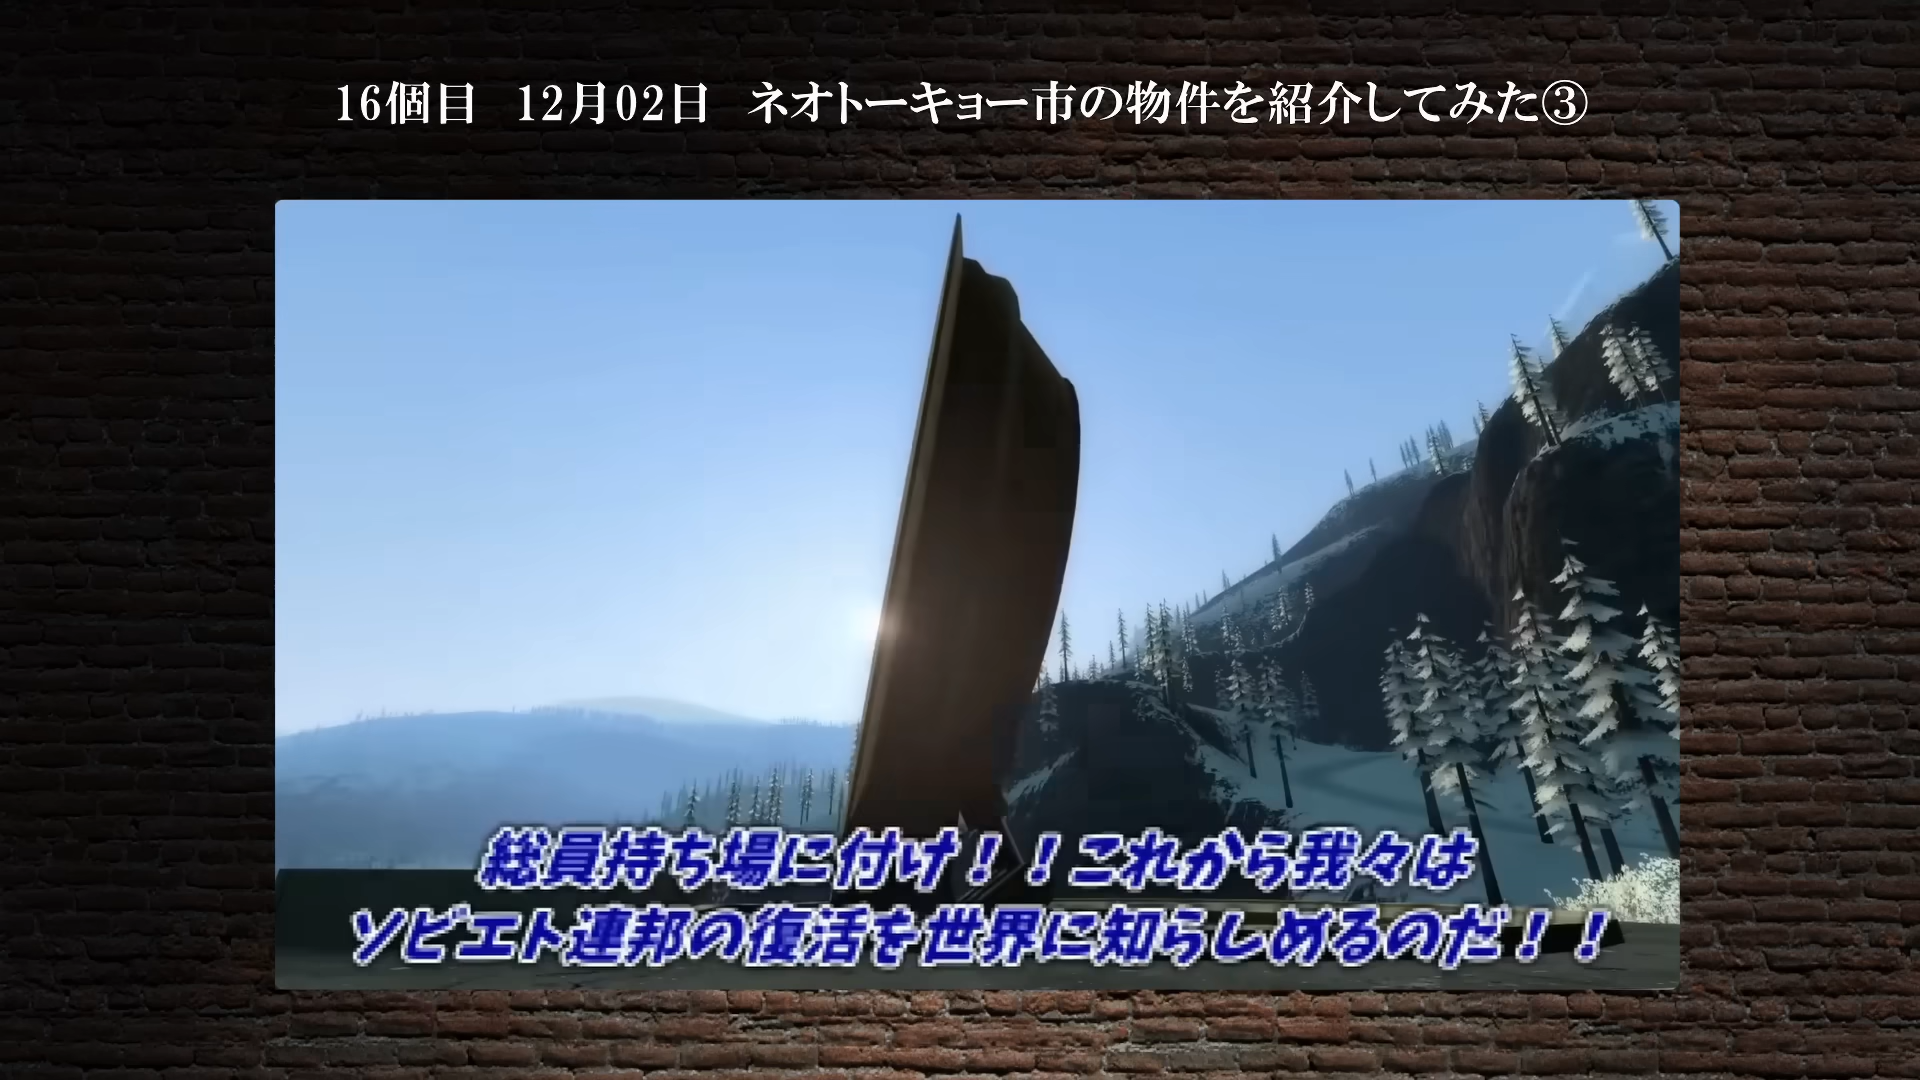 16個目 12月02日 ネオトーキョー市の物件を紹介してみた③
総員持ち場に付け！！これから我々は
ソビエト連邦の復活を世界に知らしめるのだ！！